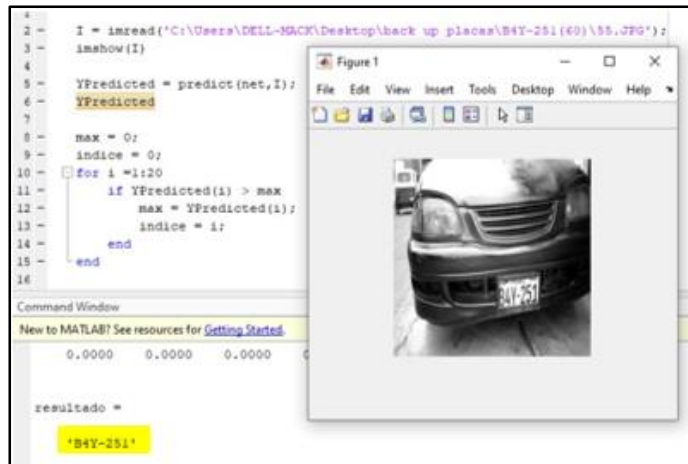 2 - I = imread('C:\Users\DELL-MACK\Desktop\back up placas\B4Y-251(60)\55.JPG');
3 - imshow(I)
4
5 - YPredicted = predict(net,I);
6 - YPredicted
7
8 - max = 0;
9 - indice = 0;
10 - for i =1:20
11 - if YPredicted(i) > max
12 - max = YPredicted(i);
13 - indice = i;
14 - end
15 - end
16
Figure 1
File Edit View Insert Tools Desktop Window Help
B4Y-251
Command Window
New to MATLAB? See resources for Getting Started.
0.0000 0.0000 0.0000
resultado =
'B4Y-251'